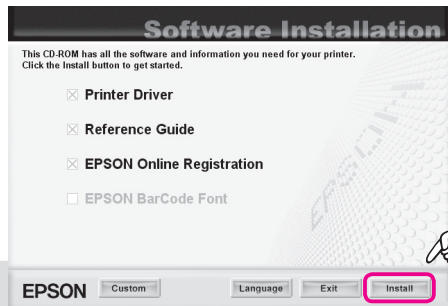 Software Installation
This CD-ROM has all the software and information you need for your printer.
Click the Install button to get started.
Printer Driver
Reference Guide
EPSON Online Registration
EPSON BarCode Font
EPSON
EPSON Custom Language Exit Install